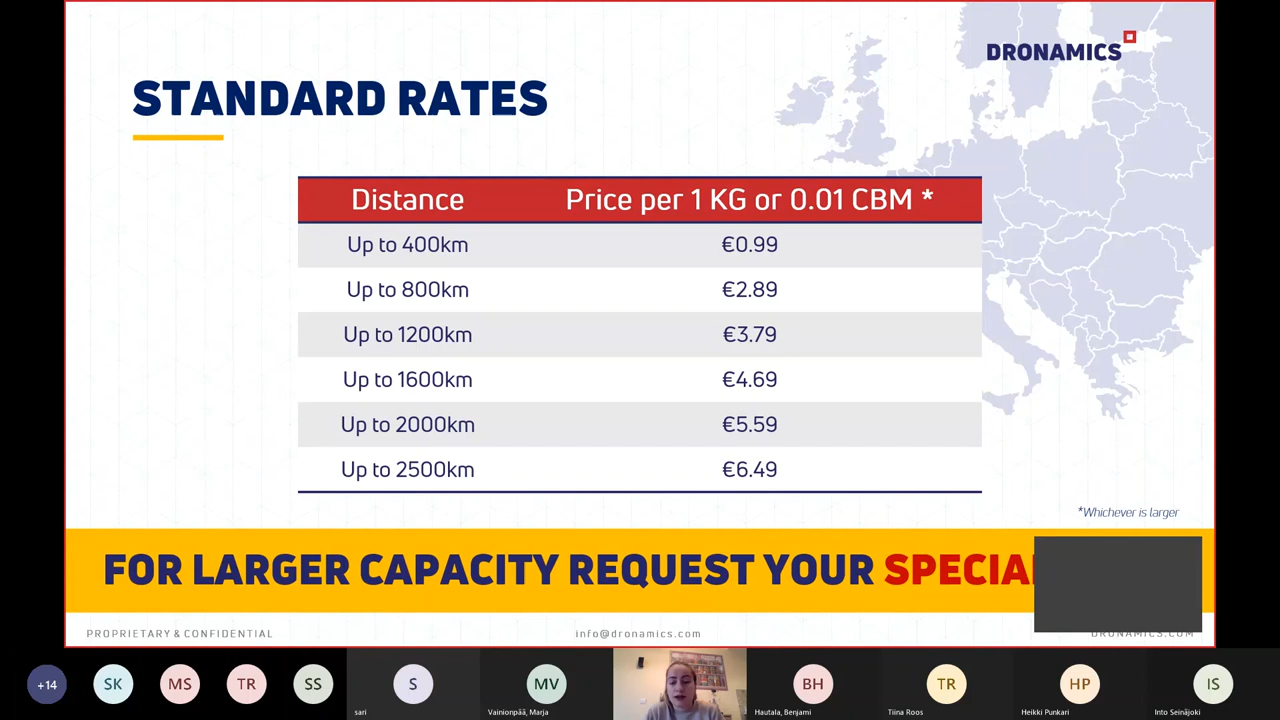 DRONAMICS
STANDARD RATES
Distance Price per 1 KG or 0.01 CBM *
Up to 400km €0.99
Up to 800km €2.89
Up to 1200km €3.79
Up to 1600km €4.69
Up to 2000km €5.59
Up to 2500km €6.49
*Whichever is larger
FOR LARGER CAPACITY REQUEST YOUR
PROPRIETARY & CONFIDENTIAL info@dronamics.com DRONAMICS.COM
+14 SK MS TR SS S MV BH TR HP IS
sari Vainionpää, Marja Hautala, Benjami Tiina Roos Heikki Punkari Into Seinäjoki